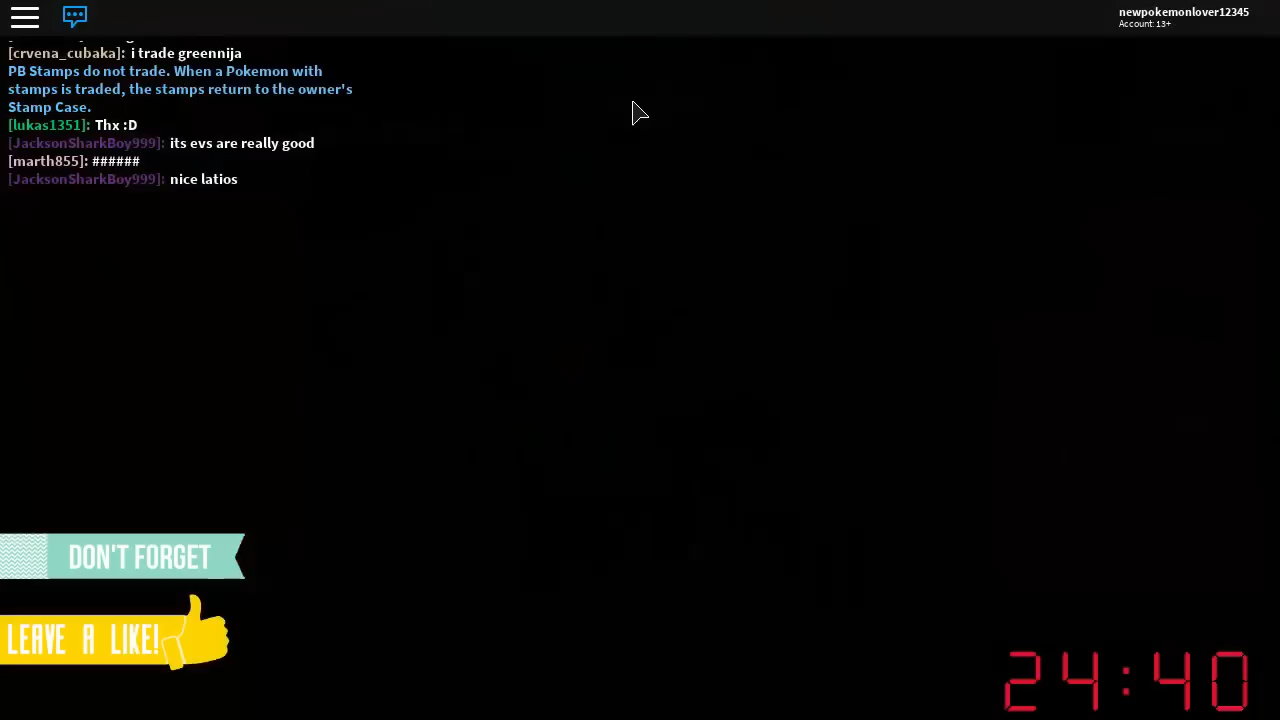 newpokemonlover12345
Account: 13+
[crvena_cubaka]: i trade greennija
PB Stamps do not trade. When a Pokemon with
stamps is traded, the stamps return to the owner's
Stamp Case.
[lukas1351]: Thx :D
[JacksonSharkBoy999]: its evs are really good
[marth855]: ######
[JacksonSharkBoy999]: nice latios
DON'T FORGET
LEAVE A LIKE!
24:40